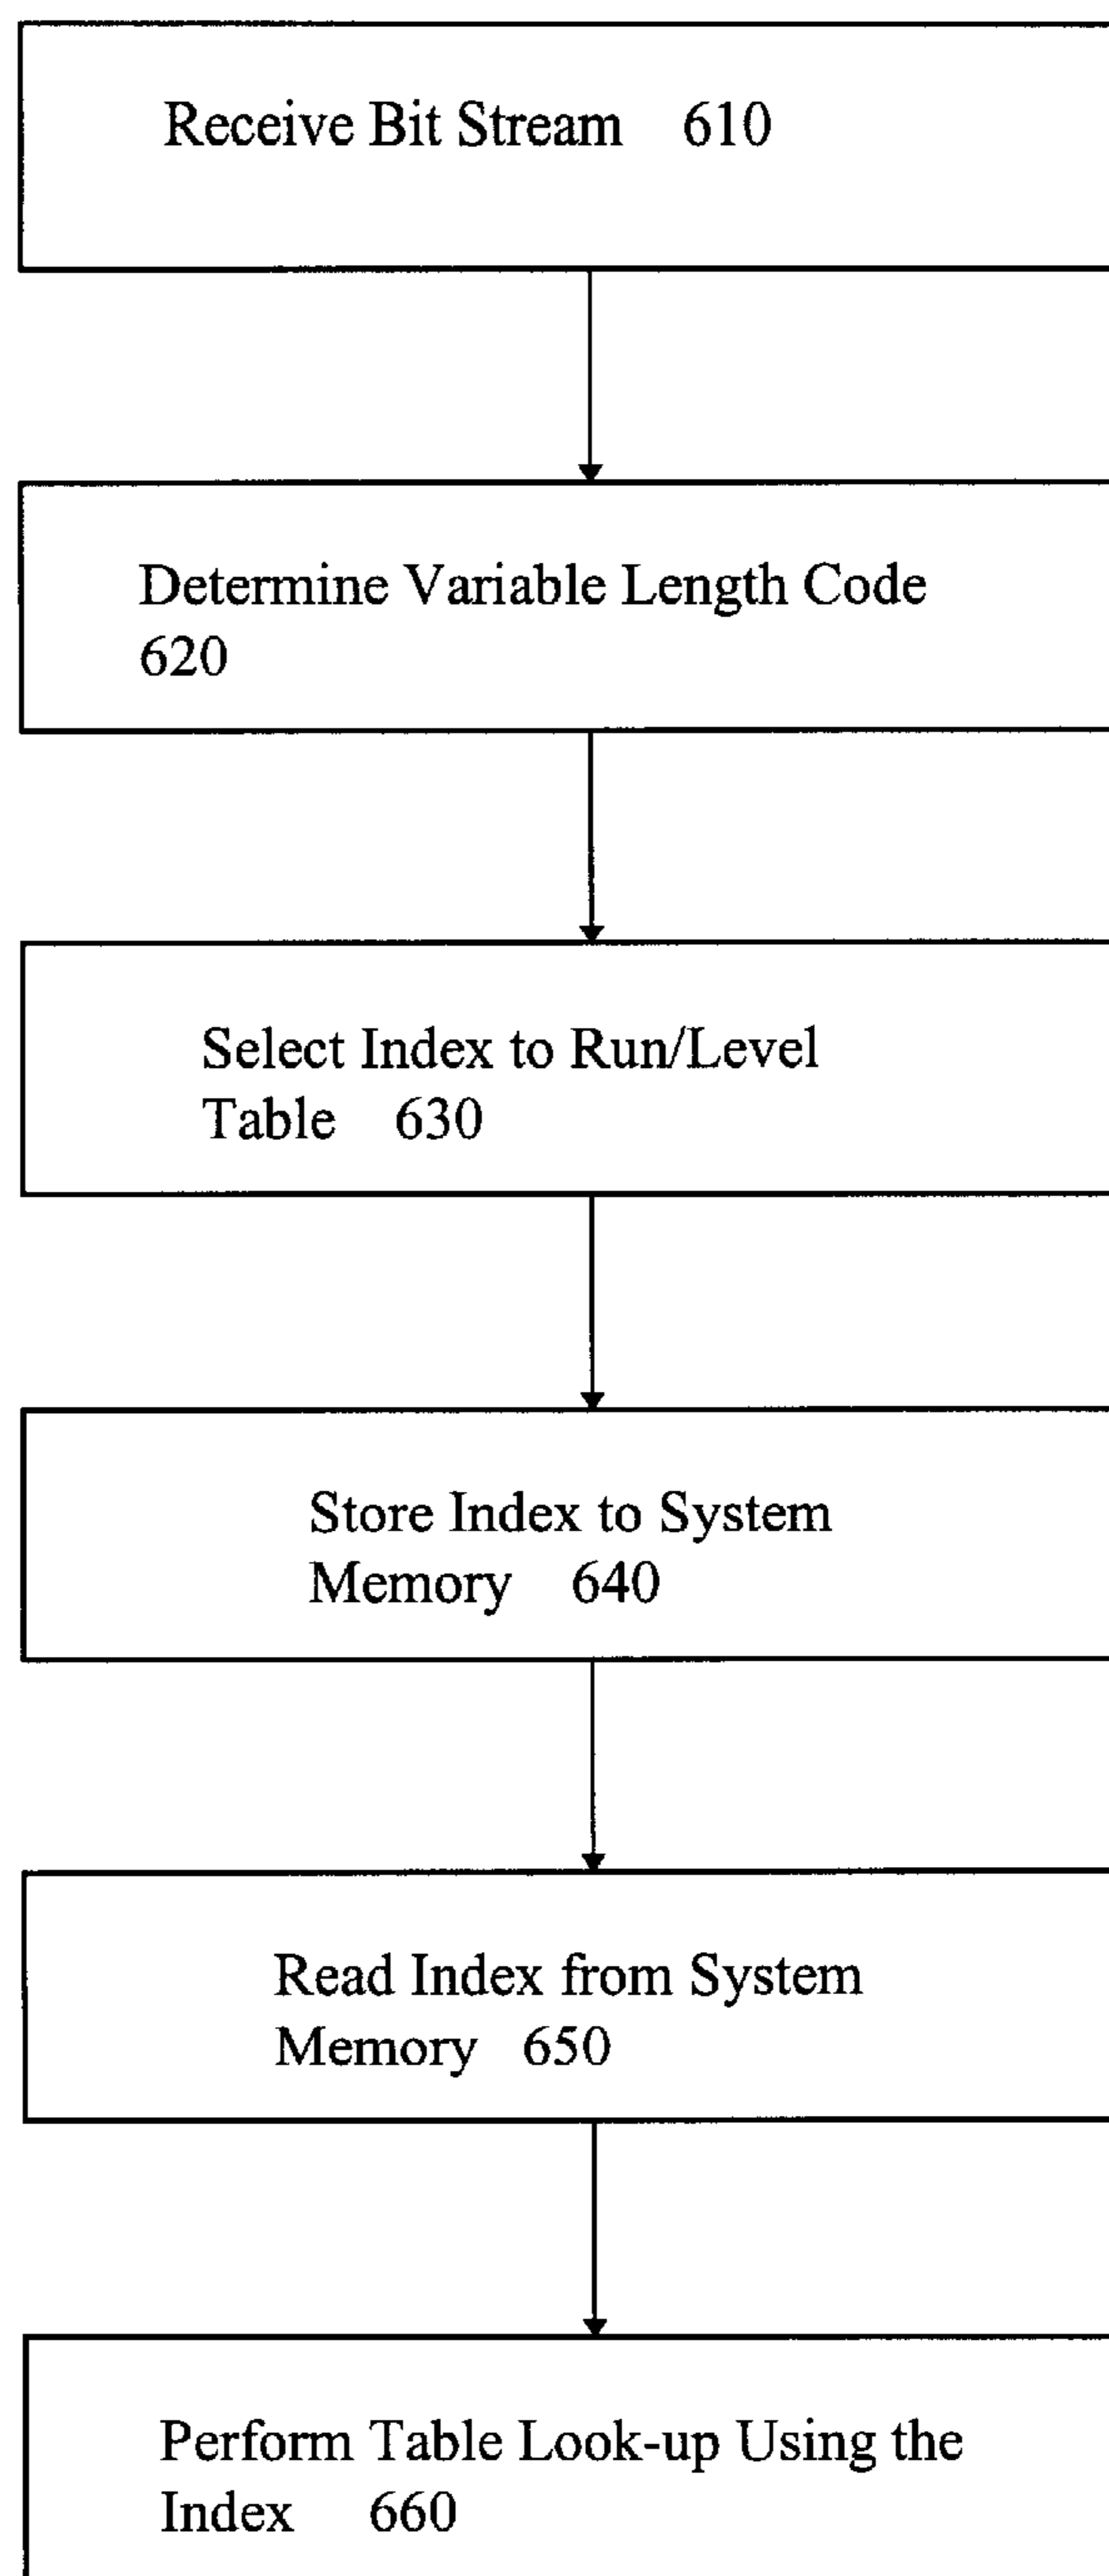 Receive Bit Stream 610
Determine Variable Length Code
620
Select Index to Run/Level
Table 630
Store Index to System
Memory 640
Read Index from System
Memory 650
Perform Table Look-up Using the
Index 660